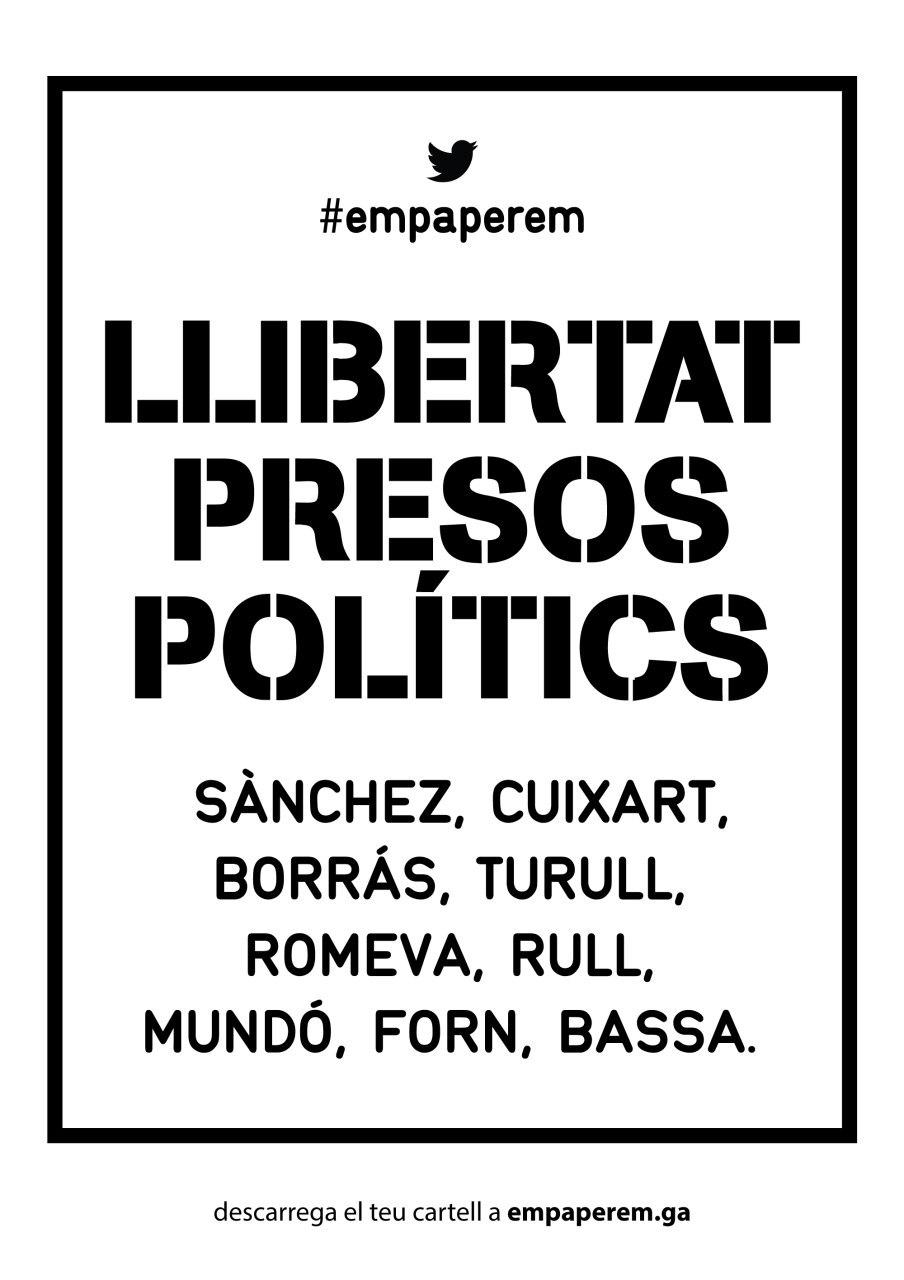 #empaperem
LLIBERTAT
PRESOS
POLÍTICS
SÀNCHEZ, CUIXART,
BORRÁS, TURULL,
ROMEVA, RULL,
MUNDÓ, FORN, BASSA.
descarrega el teu cartell a empaperem.ga